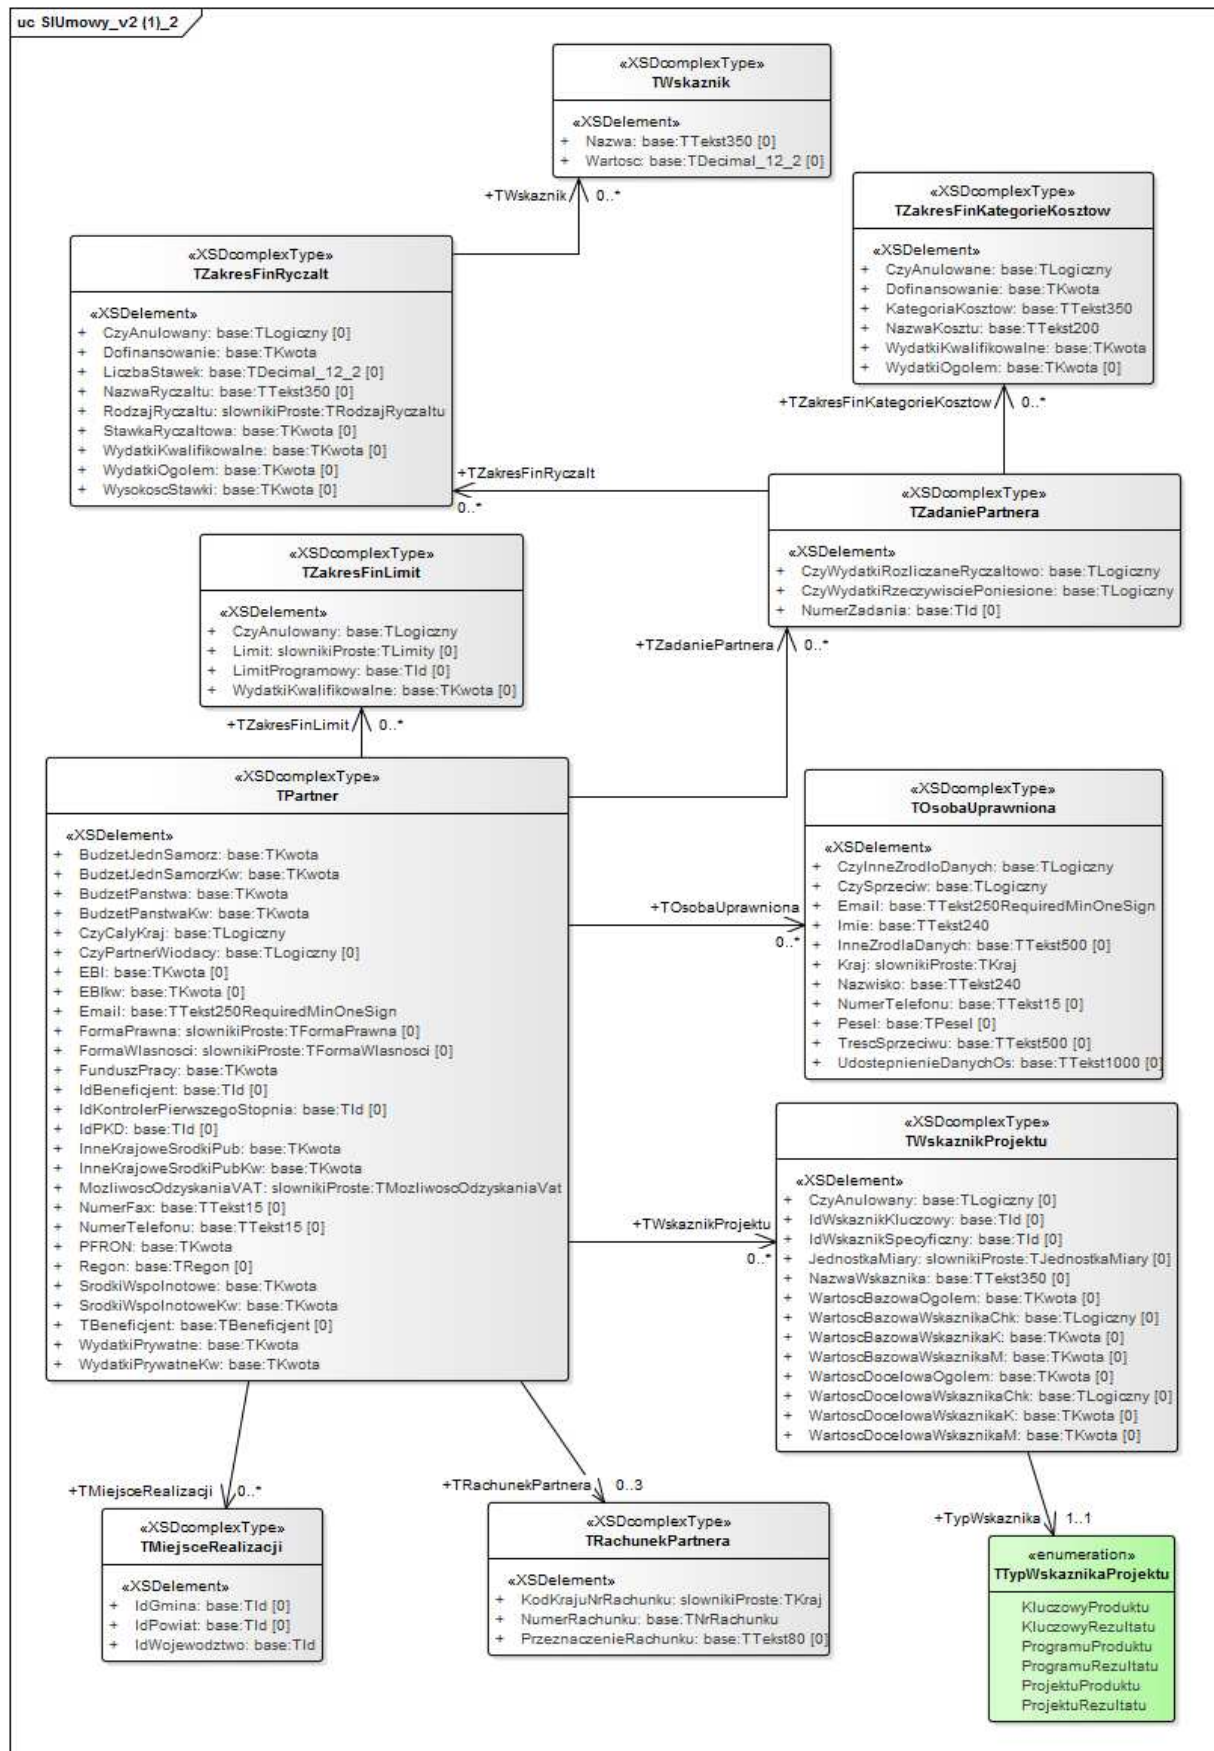 uc SIUmowy_v2 (1)_2
«XSDcomplexType»
TWskaznik
«XSDelement»
+ Nazwa: base:TTekst350 [0]
+ Wartosc: base:TDecimal_12_2 [0]
+TWskaznik
0..*
«XSDcomplexType»
TZakresFinKategorieKosztow
«XSDelement»
+ CzyAnulowane: base:TLogiczny
+ Dofinansowanie: base:TKwota
+ KategoriaKosztow: base:TTekst350
+ NazwaKosztu: base:TTekst200
+ WydatkiKwalifikowalne: base:TKwota
+ WydatkiOgolem: base:TKwota [0]
+TZakresFinKategorieKosztow
0..*
«XSDcomplexType»
TZakresFinRyczalt
«XSDelement»
+ CzyAnulowany: base:TLogiczny [0]
+ Dofinansowanie: base:TKwota
+ LiczbaStawek: base:TDecimal_12_2 [0]
+ NazwaRyczaltu: base:TTekst350 [0]
+ RodzajRyczaltu: slownikiProste:TRodzajRyczaltu
+ StawkaRyczaltowa: base:TKwota [0]
+ WydatkiKwalifikowalne: base:TKwota [0]
+ WydatkiOgolem: base:TKwota [0]
+ WysokoscStawki: base:TKwota [0]
+TZakresFinRyczalt
0..*
«XSDcomplexType»
TZadaniePartnera
«XSDelement»
+ CzyWydatkiRozliczaneRyczaltowo: base:TLogiczny
+ CzyWydatkiRzeczywisciePoniesione: base:TLogiczny
+ NumerZadania: base:TId [0]
+TZadaniePartnera
0..*
«XSDcomplexType»
TZakresFinLimit
«XSDelement»
+ CzyAnulowany: base:TLogiczny
+ Limit: slownikiProste:TLimity [0]
+ LimitProgramowy: base:TId [0]
+ WydatkiKwalifikowalne: base:TKwota [0]
+TZakresFinLimit
0..*
«XSDcomplexType»
TPartner
«XSDelement»
+ BudzetJednSamorz: base:TKwota
+ BudzetJednSamorzKw: base:TKwota
+ BudzetPanstwa: base:TKwota
+ BudzetPanstwaKw: base:TKwota
+ CzyCalyKraj: base:TLogiczny
+ CzyPartnerWiodacy: base:TLogiczny [0]
+ EBI: base:TKwota [0]
+ EBIkw: base:TKwota [0]
+ Email: base:TTekst250RequiredMinOneSign
+ FormaPrawna: slownikiProste:TFormaPrawna [0]
+ FormaWlasnosci: slownikiProste:TFormaWlasnosci [0]
+ FunduszPracy: base:TKwota
+ IdBeneficjent: base:TId [0]
+ IdKontrolerPierwszegoStopnia: base:TId [0]
+ IdPKD: base:TId [0]
+ InneKrajoweSrodkiPub: base:TKwota
+ InneKrajoweSrodkiPubKw: base:TKwota
+ MozliwoscOdzyskaniaVAT: slownikiProste:TMozliwoscOdzyskaniaVat
+ NumerFax: base:TTekst15 [0]
+ NumerTelefonu: base:TTekst15 [0]
+ PFRON: base:TKwota
+ Regon: base:TRegon [0]
+ SrodkiWspolnotowe: base:TKwota
+ SrodkiWspolnotoweKw: base:TKwota
+ TBeneficjent: base:TBeneficjent [0]
+ WydatkiPrywatne: base:TKwota
+ WydatkiPrywatneKw: base:TKwota
+TOsobaUprawniona
0..*
«XSDcomplexType»
TOsobaUprawniona
«XSDelement»
+ CzyInneZrodloDanych: base:TLogiczny
+ CzySprzeciw: base:TLogiczny
+ Email: base:TTekst250RequiredMinOneSign
+ Imie: base:TTekst240
+ InneZrodlaDanych: base:TTekst500 [0]
+ Kraj: slownikiProste:TKraj
+ Nazwisko: base:TTekst240
+ NumerTelefonu: base:TTekst15 [0]
+ Pesel: base:TPesel [0]
+ TrescSprzeciwu: base:TTekst500 [0]
+ UdostepnienieDanychOs: base:TTekst1000 [0]
+TWskaznikProjektu
0..*
«XSDcomplexType»
TWskaznikProjektu
«XSDelement»
+ CzyAnulowany: base:TLogiczny [0]
+ IdWskaznikKluczowy: base:TId [0]
+ IdWskaznikSpecyficzny: base:TId [0]
+ JednostkaMiary: slownikiProste:TJednostkaMiary [0]
+ NazwaWskaznika: base:TTekst350 [0]
+ WartoscBazowaOgolem: base:TKwota [0]
+ WartoscBazowaWskaznikaChk: base:TLogiczny [0]
+ WartoscBazowaWskaznikaK: base:TKwota [0]
+ WartoscBazowaWskaznikaM: base:TKwota [0]
+ WartoscDocelowaOgolem: base:TKwota [0]
+ WartoscDocelowaWskaznikaChk: base:TLogiczny [0]
+ WartoscDocelowaWskaznikaK: base:TKwota [0]
+ WartoscDocelowaWskaznikaM: base:TKwota [0]
+TMiejsceRealizacji
0..*
«XSDcomplexType»
TMiejsceRealizacji
«XSDelement»
+ IdGmina: base:TId [0]
+ IdPowiat: base:TId [0]
+ IdWojewodztwo: base:TId
+TRachunekPartnera
0..3
«XSDcomplexType»
TRachunekPartnera
«XSDelement»
+ KodKrajuNrRachunku: slownikiProste:TKraj
+ NumerRachunku: base:TNrRachunku
+ PrzeznaczenieRachunku: base:TTekst80 [0]
+TypWskaznika
1..1
«enumeration»
TTypWskaznikaProjektu
KluczowyProduktu
KluczowyRezultatu
ProgramuProduktu
ProgramuRezultatu
ProjektuProduktu
ProjektuRezultatu